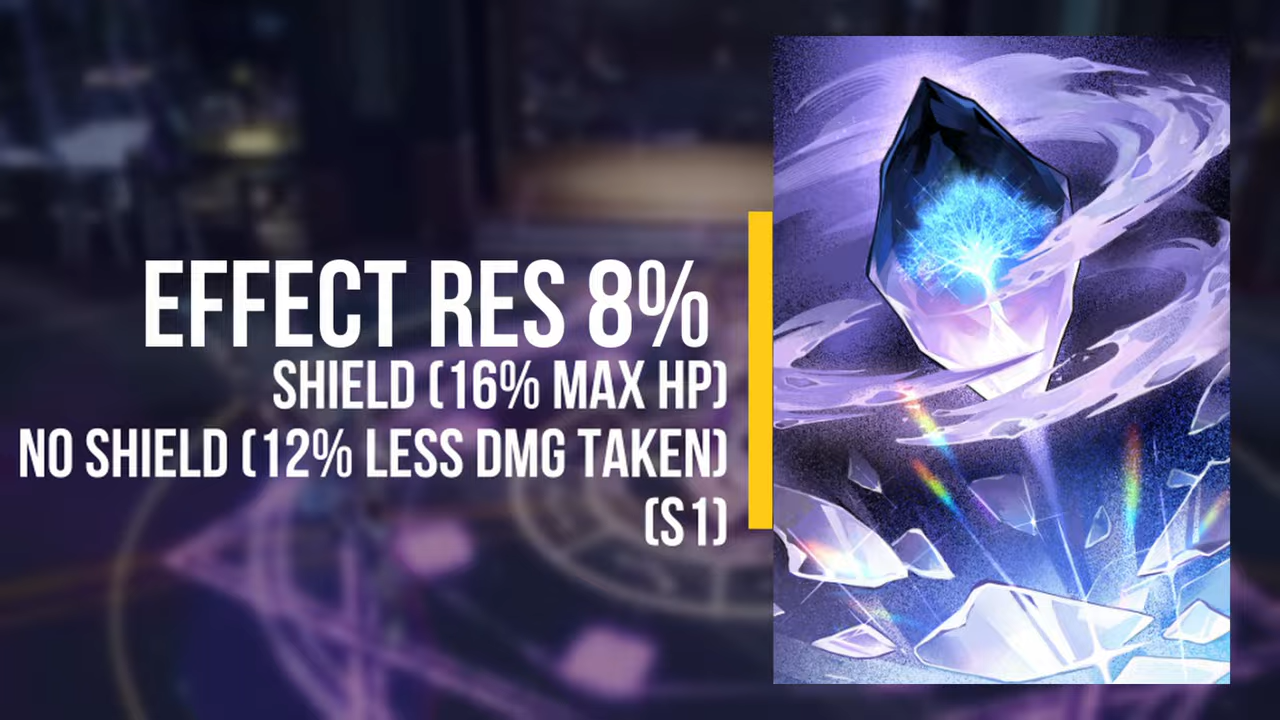 EFFECT RES 8%
SHIELD (16% MAX HP)
NO SHIELD (12% LESS DMG TAKEN)
(S1)